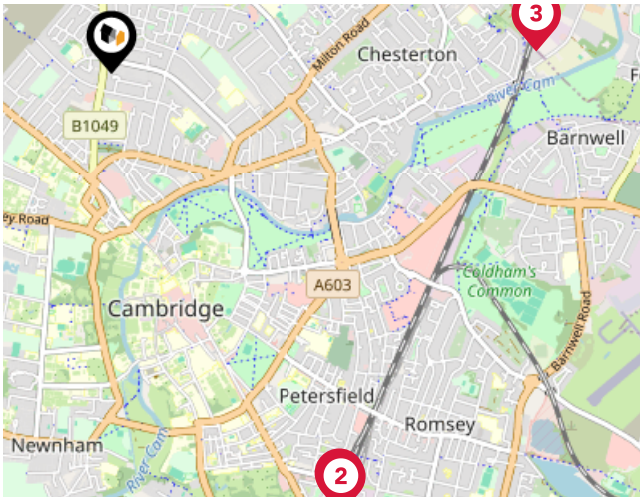 3
Milton Road
Chesterton
River Cam
F
B1049
Barnwell
ey Road
A603
Coldham's
Common
Cambridge
Barnwell Road
Petersfield
Romsey
Newnham
River Cam
2